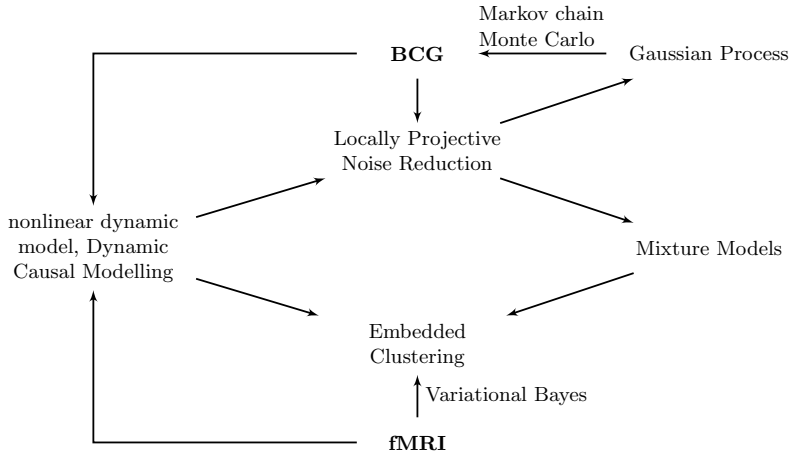 Markov chain
Monte Carlo
BCG
Gaussian Process
Locally Projective
Noise Reduction
nonlinear dynamic
model, Dynamic
Causal Modelling
Mixture Models
Embedded
Clustering
Variational Bayes
fMRI